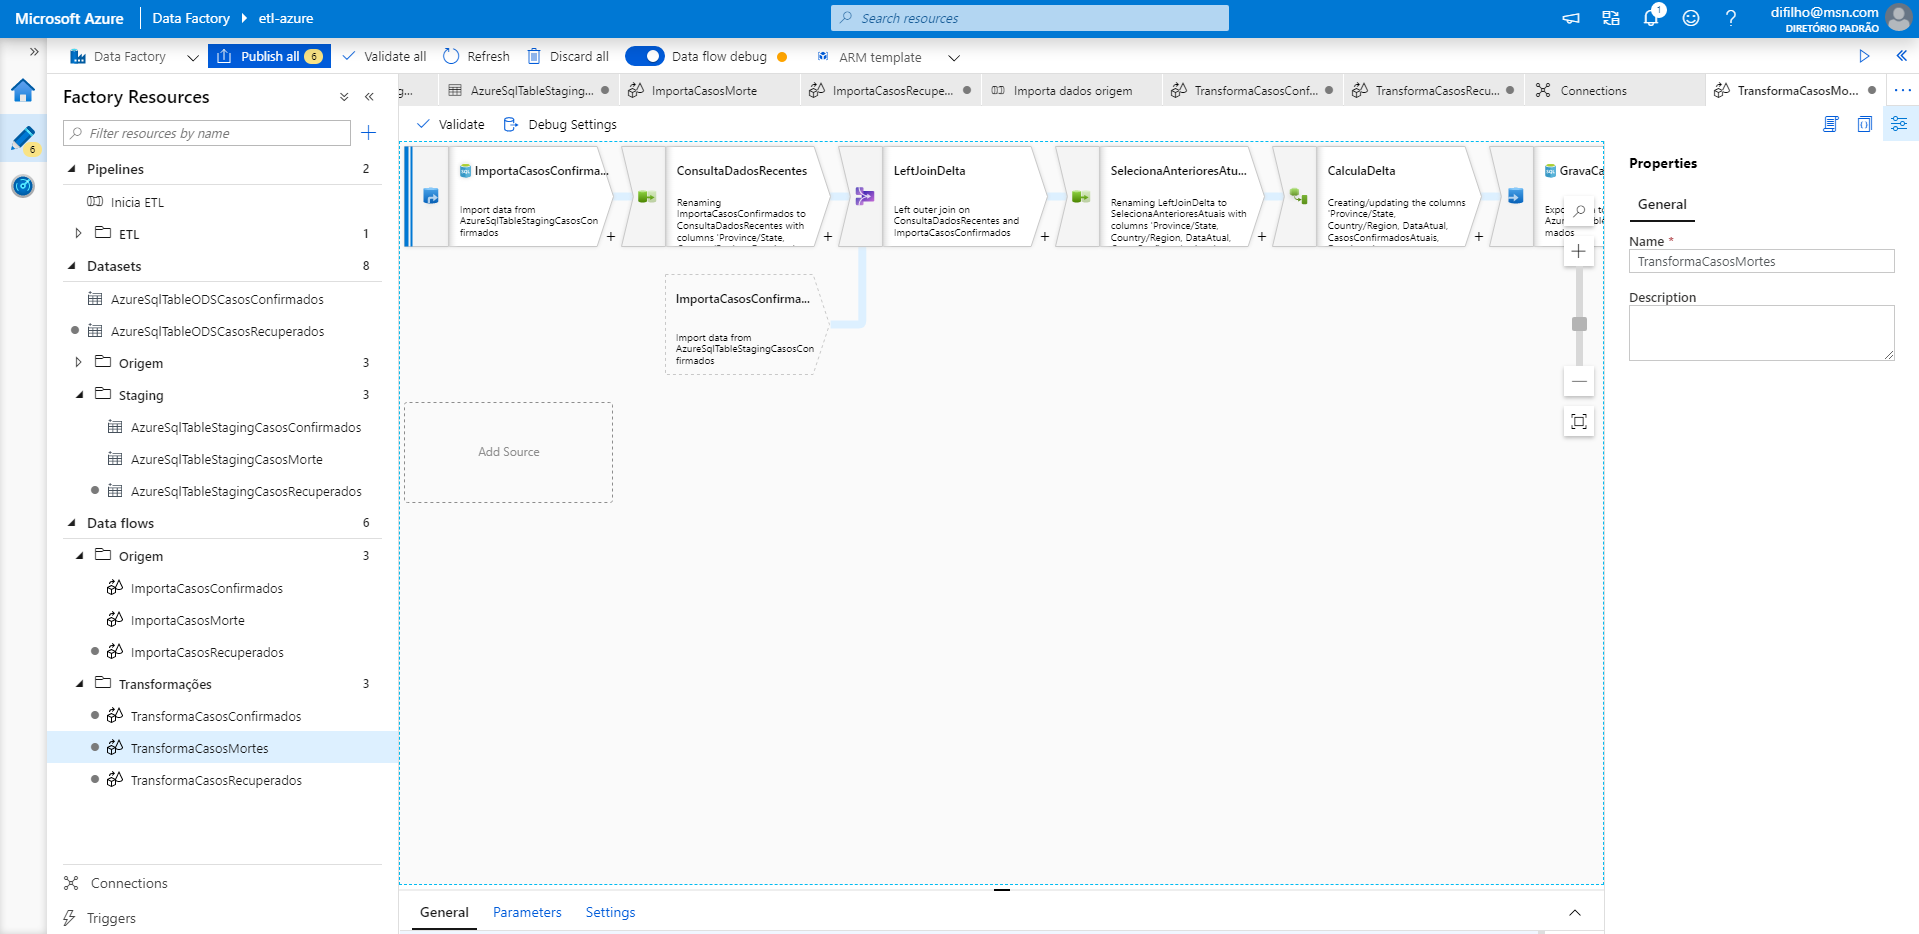 Microsoft Azure
Data Factory
etl-azure
Search resources
1
difilho@msn.com
DIRETÓRIO PADRÃO
Data Factory
Publish all
6
Validate all
Refresh
Discard all
Data flow debug
ARM template
6
Factory Resources
Filter resources by name
Pipelines
2
Inicia ETL
ETL
1
Datasets
8
AzureSqlTableODSCasosConfirmados
AzureSqlTableODSCasosRecuperados
Origem
3
Staging
3
AzureSqlTableStagingCasosConfirmados
AzureSqlTableStagingCasosMorte
AzureSqlTableStagingCasosRecuperados
Data flows
6
Origem
3
ImportaCasosConfirmados
ImportaCasosMorte
ImportaCasosRecuperados
Transformações
3
TransformaCasosConfirmados
TransformaCasosMortes
TransformaCasosRecuperados
Connections
Triggers
g...
AzureSqlTableStaging...
ImportaCasosMorte
ImportaCasosRecupe...
Importa dados origem
TransformaCasosConf...
TransformaCasosRecu...
Connections
TransformaCasosMo...
Validate
Debug Settings
ImportaCasosConfirma...
Import data from
AzureSqlTableStagingCasosCon
firmados
ConsultaDadosRecentes
Renaming
ImportaCasosConfirmados to
ConsultaDadosRecentes with
columns 'Province/State,
LeftJoinDelta
Left outer join on
ConsultaDadosRecentes and
ImportaCasosConfirmados
SelecionaAnterioresAtu...
Renaming LeftJoinDelta to
SelecionaAnterioresAtuais with
columns 'Province/State,
Country/Region, DataAtual,
CalculaDelta
Creating/updating the columns
'Province/State,
Country/Region, DataAtual,
CasosConfirmadosAtuais,
GravaCa
ImportaCasosConfirma...
Import data from
AzureSqlTableStagingCasosCon
firmados
Add Source
General
Parameters
Settings
Properties
General
Name *
TransformaCasosMortes
Description